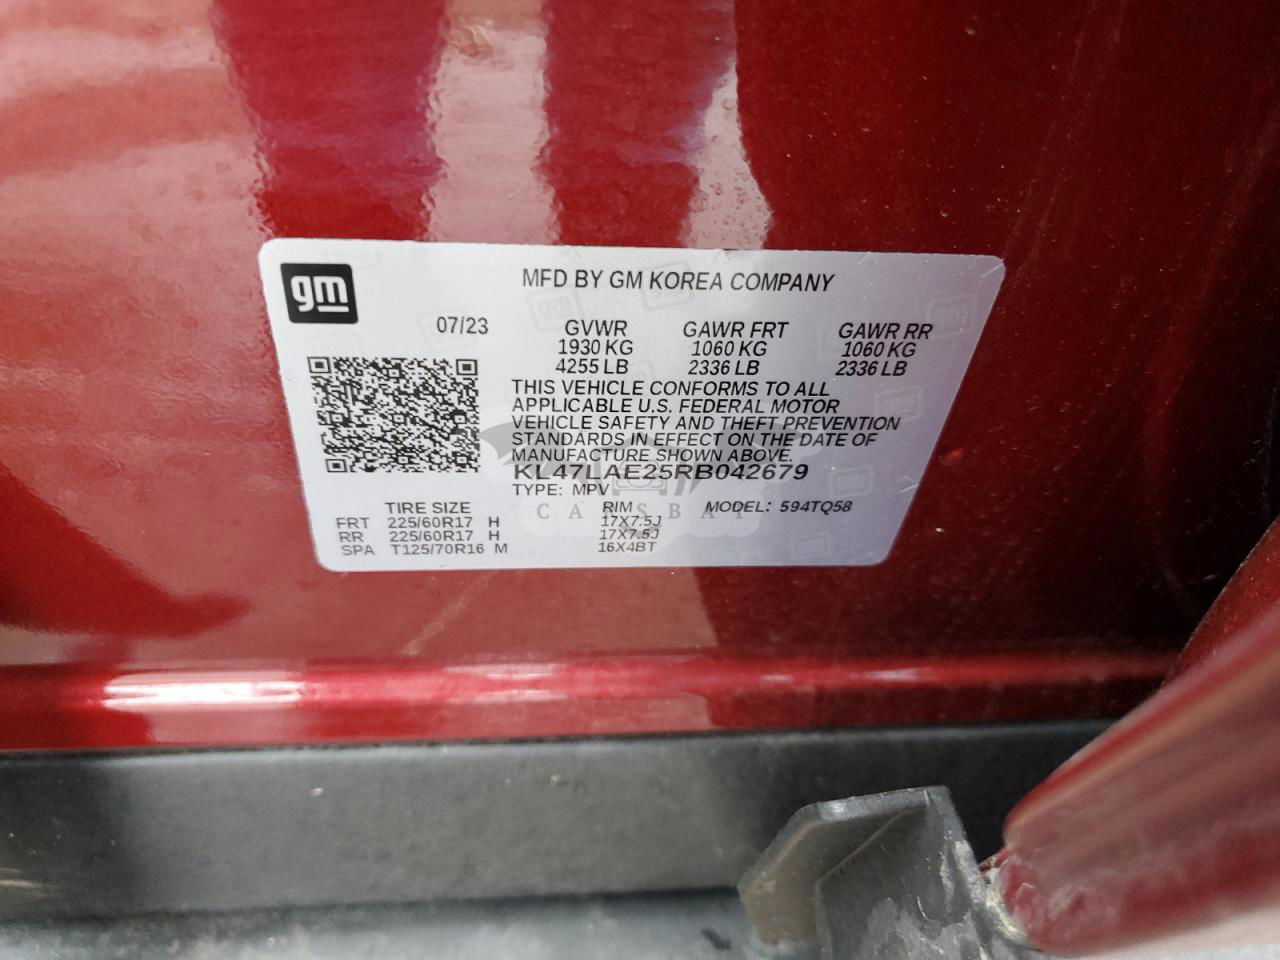 gm
MFD BY GM KOREA COMPANY
07/23
GVWR GAWR FRT GAWR RR
1930 KG 1060 KG 1060 KG
4255 LB 2336 LB 2336 LB
THIS VEHICLE CONFORMS TO ALL
APPLICABLE U.S. FEDERAL MOTOR
VEHICLE SAFETY AND THEFT PREVENTION
STANDARDS IN EFFECT ON THE DATE OF
MANUFACTURE SHOWN ABOVE.
KL47LAE25RB042679
TYPE: MPV
TIRE SIZE RIM MODEL: 594TQ58
FRT 225/60R17 H 17X7.5J
RR 225/60R17 H 17X7.5J
SPA T125/70R16 M 16X4BT